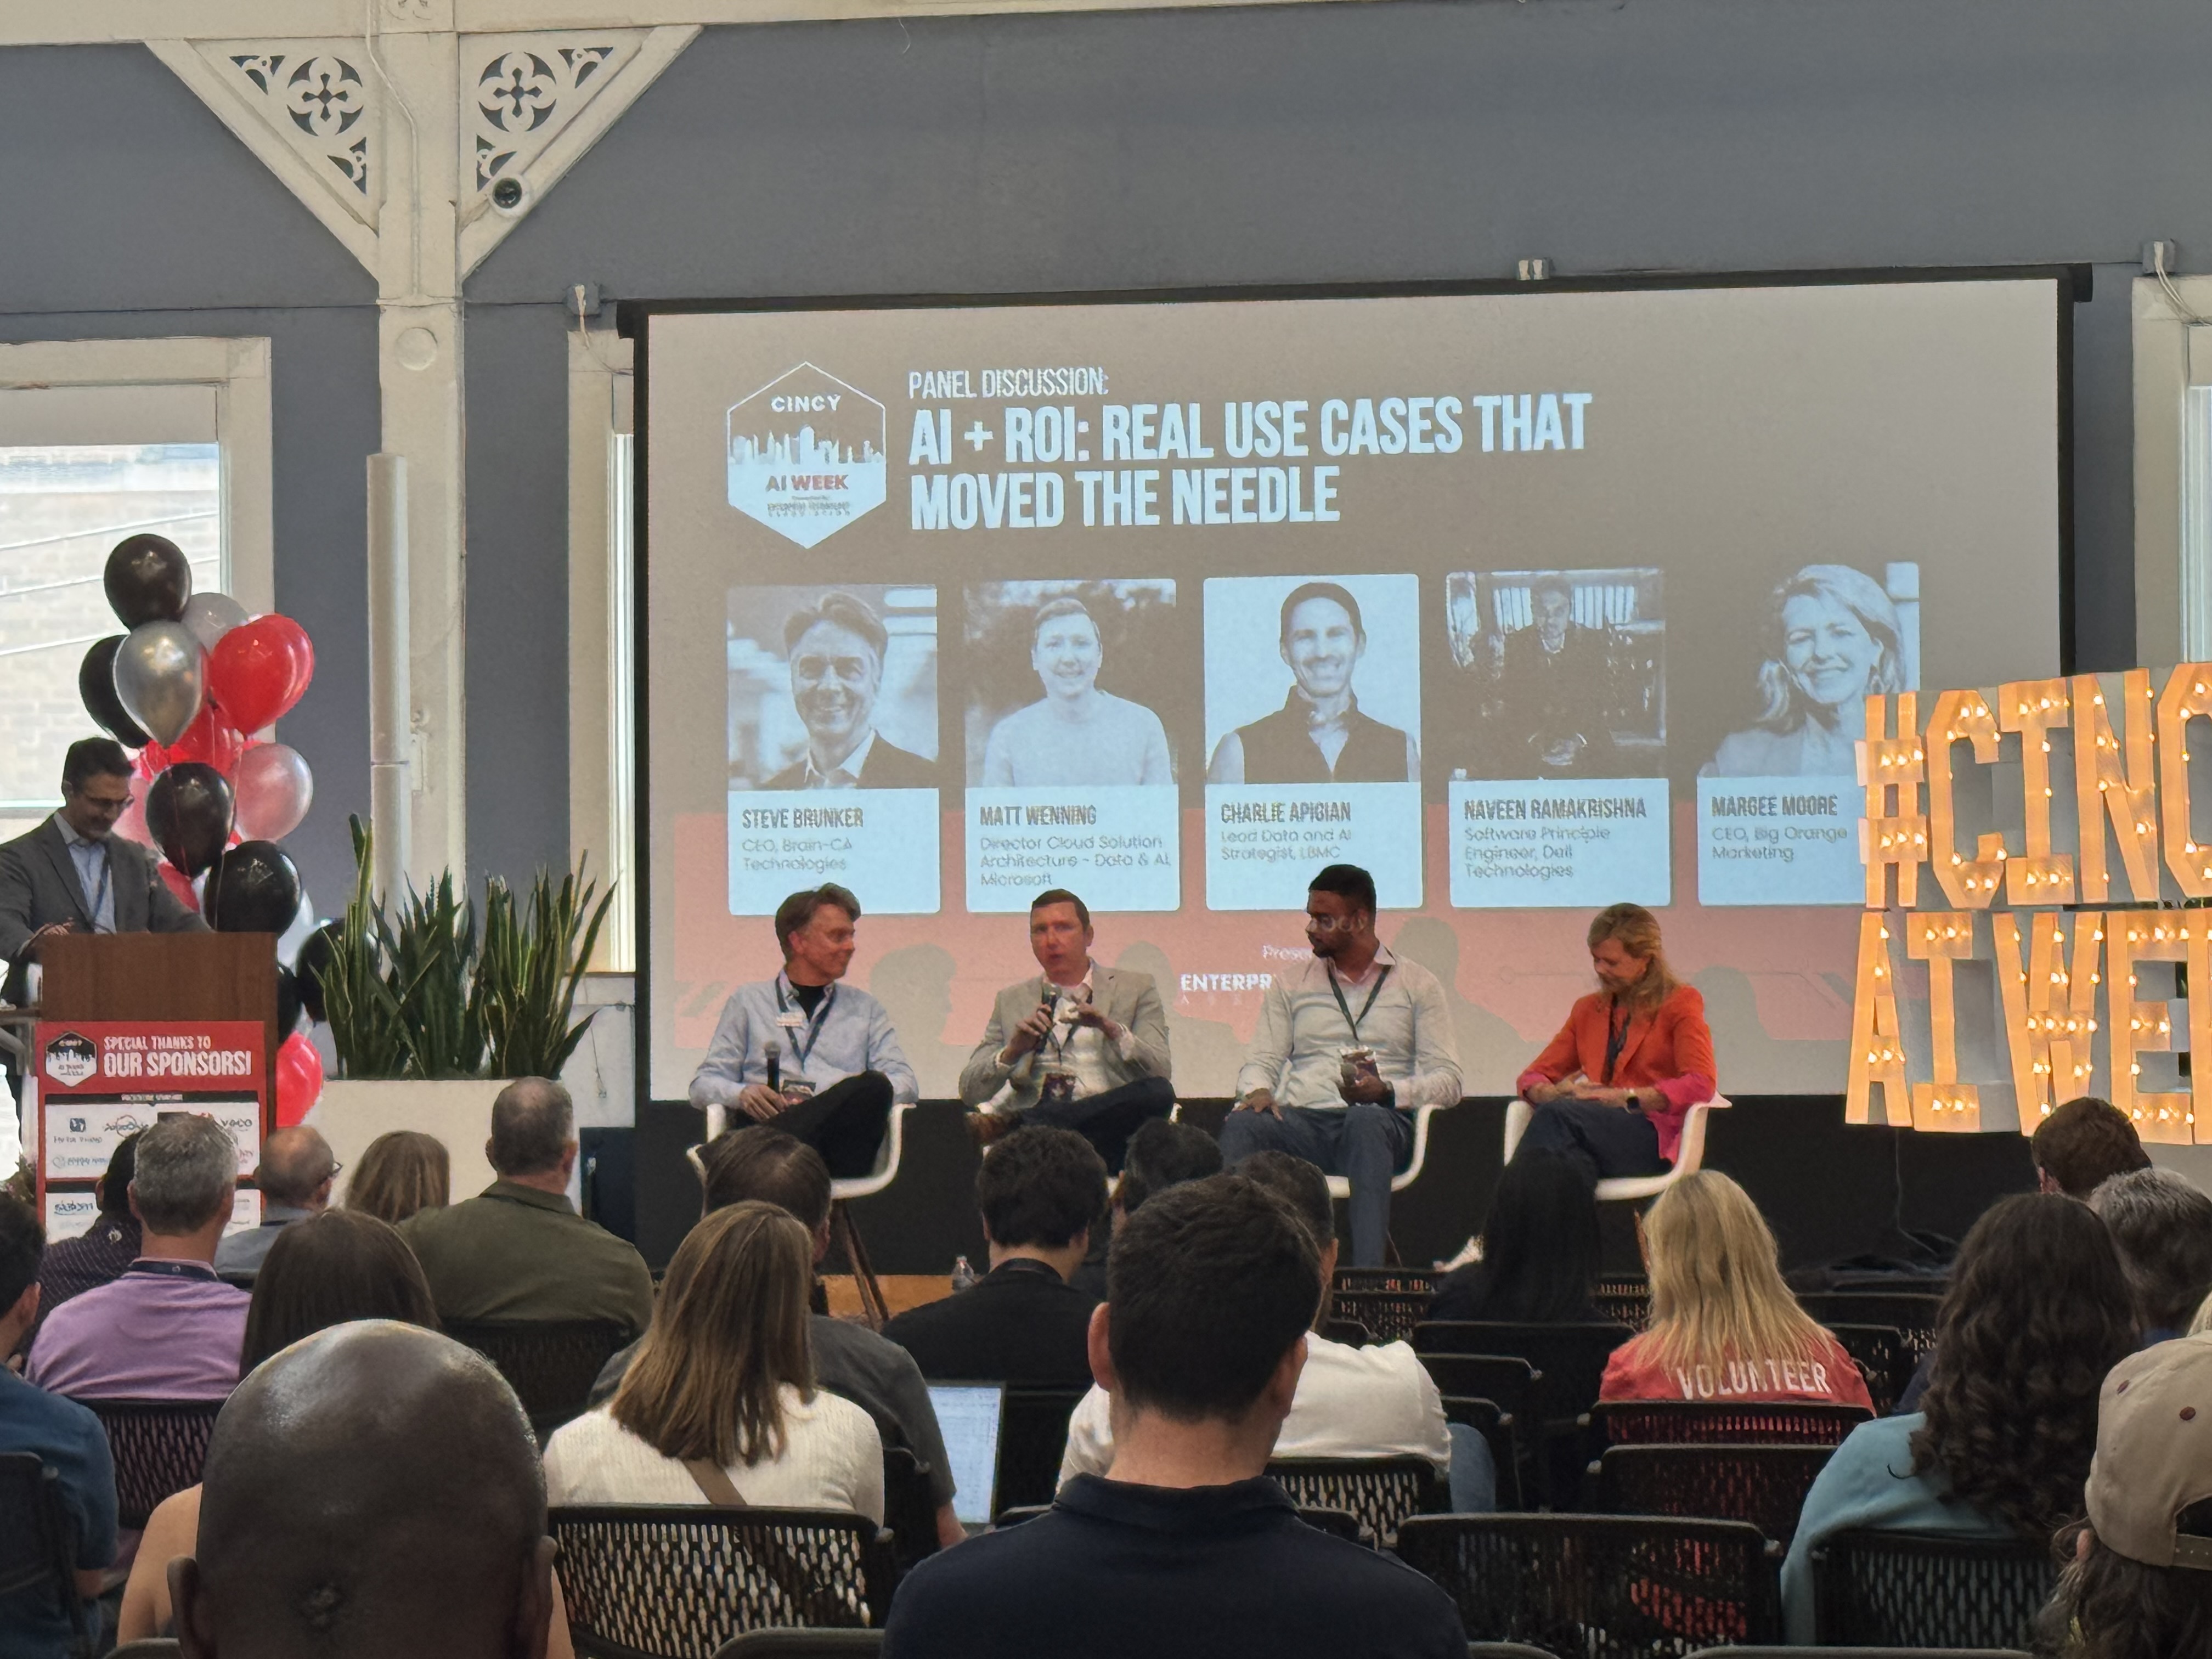 CINCY
AI WEEK
PANEL DISCUSSION:
AI + ROI: REAL USE CASES THAT
MOVED THE NEEDLE
STEVE BRUNKER
CEO, Brain-CA
Technologies
MATT WENNING
Director Cloud Solution
Architecture - Data & AI,
Microsoft
CHARLIE APIGIAN
Lead Data and AI
Strategist, LBMC
NAVEEN RAMAKRISHNA
Software Principle
Engineer, Dell
Technologies
MARGEE MOORE
CEO, Big Orange
Marketing
ENTERPR
#CINC
AI WEE
CINCY
SPECIAL THANKS TO
OUR SPONSORS!
VOLUNTEER